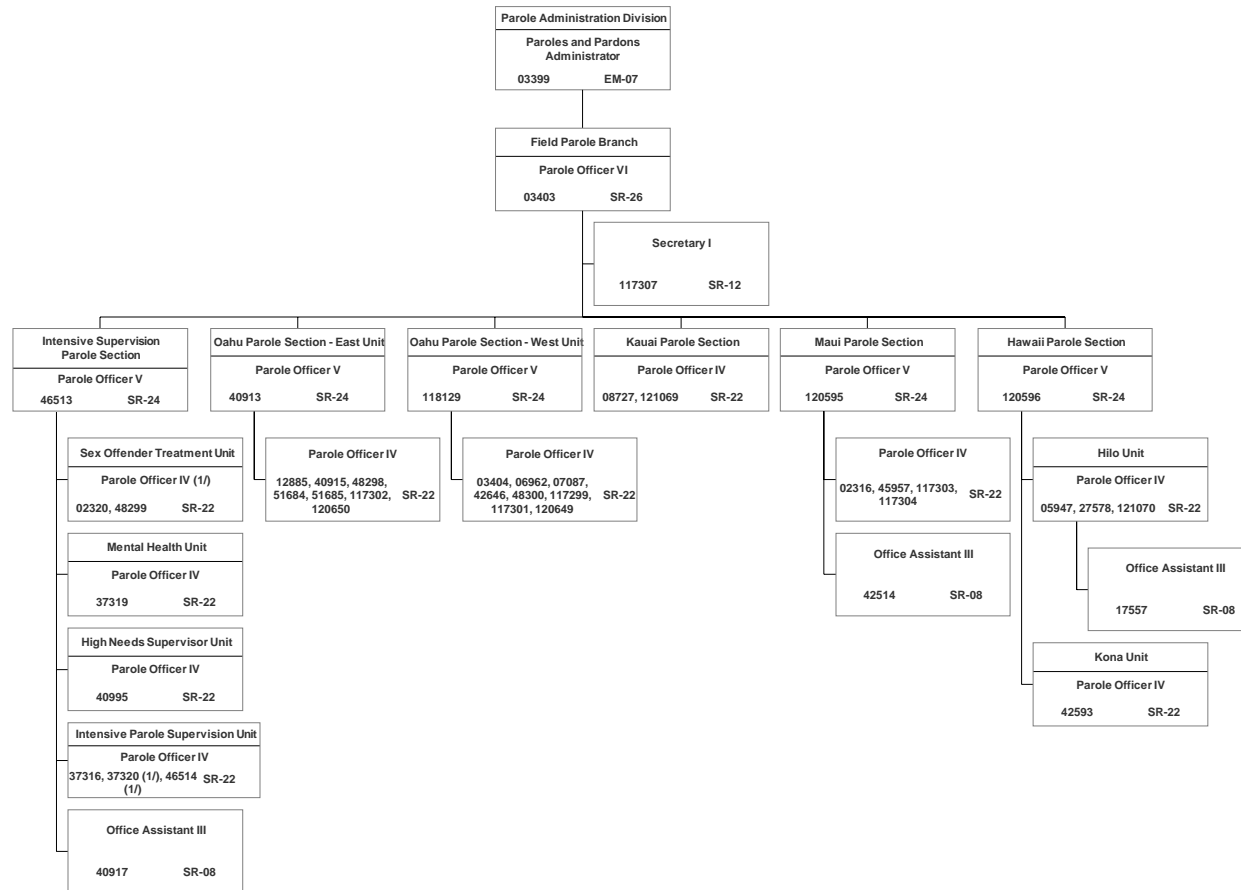 Parole Administration Division
Paroles and Pardons
Administrator
03399 EM-07
Field Parole Branch
Parole Officer VI
03403 SR-26
Secretary I
117307 SR-12
Intensive Supervision
Parole Section
Parole Officer V
46513 SR-24
Sex Offender Treatment Unit
Parole Officer IV (1/)
02320, 48299 SR-22
Mental Health Unit
Parole Officer IV
37319 SR-22
High Needs Supervisor Unit
Parole Officer IV
40995 SR-22
Intensive Parole Supervision Unit
Parole Officer IV
37316, 37320 (1/), 46514 SR-22
(1/)
Office Assistant III
40917 SR-08
Oahu Parole Section - East Unit
Parole Officer V
40913 SR-24
Parole Officer IV
12885, 40915, 48298,
51684, 51685, 117302, SR-22
120650
Oahu Parole Section - West Unit
Parole Officer V
118129 SR-24
Parole Officer IV
03404, 06962, 07087,
42646, 48300, 117299, SR-22
117301, 120649
Kauai Parole Section
Parole Officer IV
08727, 121069 SR-22
Maui Parole Section
Parole Officer V
120595 SR-24
Parole Officer IV
02316, 45957, 117303, SR-22
117304
Office Assistant III
42514 SR-08
Hawaii Parole Section
Parole Officer V
120596 SR-24
Hilo Unit
Parole Officer IV
05947, 27578, 121070 SR-22
Office Assistant III
17557 SR-08
Kona Unit
Parole Officer IV
42593 SR-22